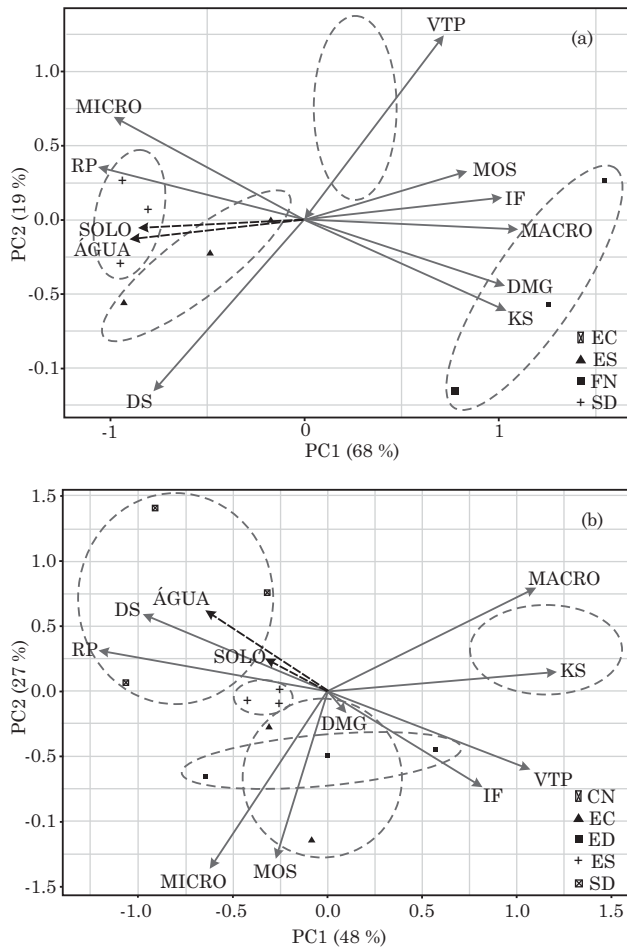 (a)
VTP
1.0
MICRO
0.5
RP
MOS
IF
0.0
SOLO
MACRO
ÁGUA
DMG
-0.5
KS
EC
ES
-0.1
FN
DS
SD
PC2 (19 %)
-1
0
1
PC1 (68 %)
1.5
(b)
1.0
MACRO
ÁGUA
DS
0.5
RP
SOLO
KS
0.0
DMG
-0.5
VTP
IF
CN
-1.0
EC
ED
MOS
ES
MICRO
-1.5
SD
PC2 (27 %)
-1.0
-0.5
0.0
0.5
1.0
1.5
PC1 (48 %)